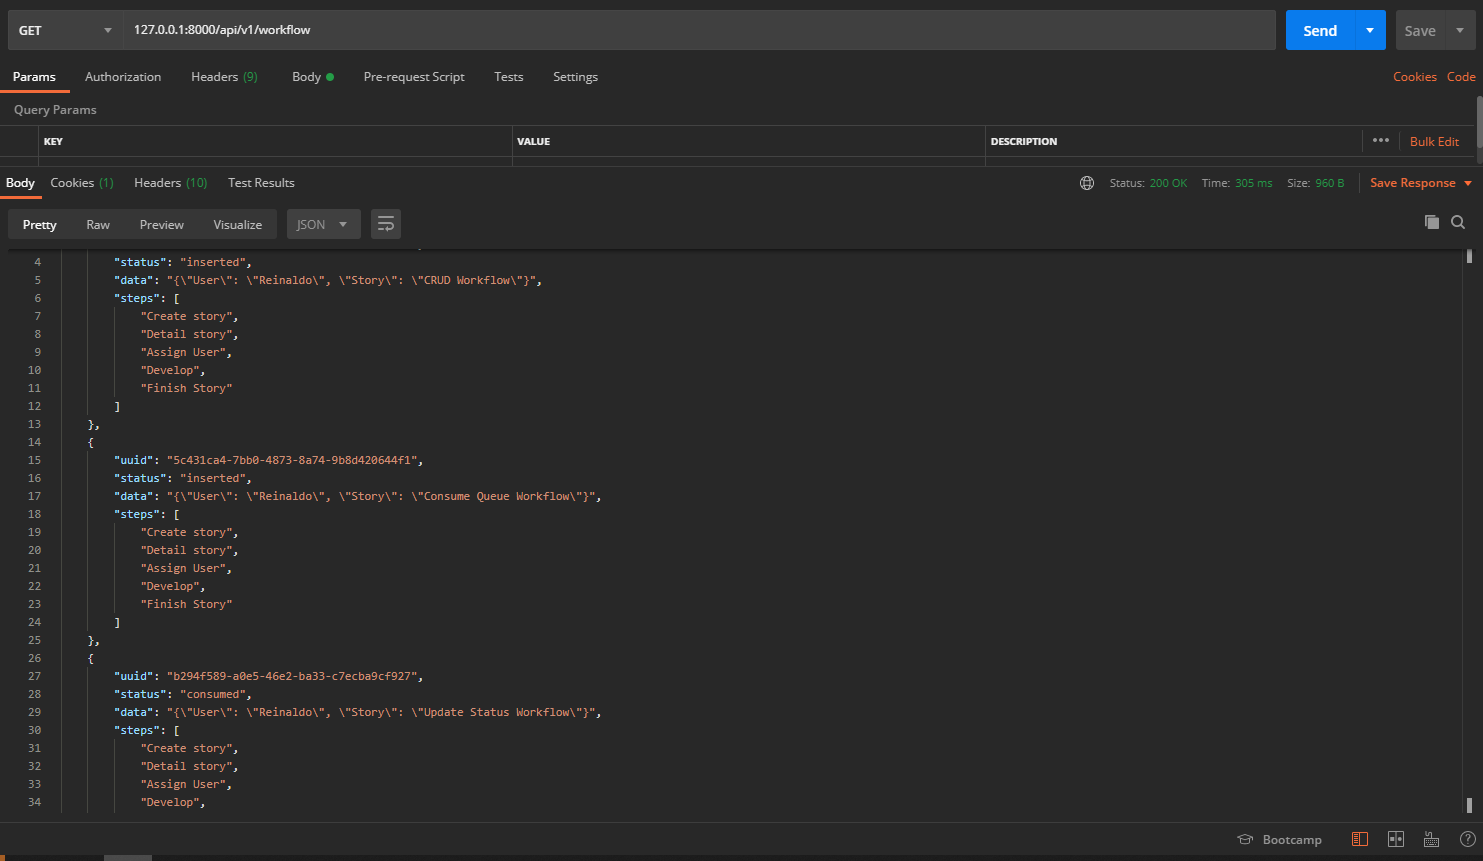 GET 127.0.0.1:8000/api/v1/workflow Send Save
Params Authorization Headers (9) Body Pre-request Script Tests Settings Cookies Code
Query Params
KEY VALUE DESCRIPTION ••• Bulk Edit
Body Cookies (1) Headers (10) Test Results Status: 200 OK Time: 305 ms Size: 960 B Save Response
Pretty Raw Preview Visualize JSON
4 "status": "inserted",
5 "data": "{\"User\": \"Reinaldo\", \"Story\": \"CRUD Workflow\"}",
6 "steps": [
7 "Create story",
8 "Detail story",
9 "Assign User",
10 "Develop",
11 "Finish Story"
12 ]
13 },
14 {
15 "uuid": "5c431ca4-7bb0-4873-8a74-9b8d420644f1",
16 "status": "inserted",
17 "data": "{\"User\": \"Reinaldo\", \"Story\": \"Consume Queue Workflow\"}",
18 "steps": [
19 "Create story",
20 "Detail story",
21 "Assign User",
22 "Develop",
23 "Finish Story"
24 ]
25 },
26 {
27 "uuid": "b294f589-a0e5-46e2-ba33-c7ecba9cf927",
28 "status": "consumed",
29 "data": "{\"User\": \"Reinaldo\", \"Story\": \"Update Status Workflow\"}",
30 "steps": [
31 "Create story",
32 "Detail story",
33 "Assign User",
34 "Develop",
Bootcamp